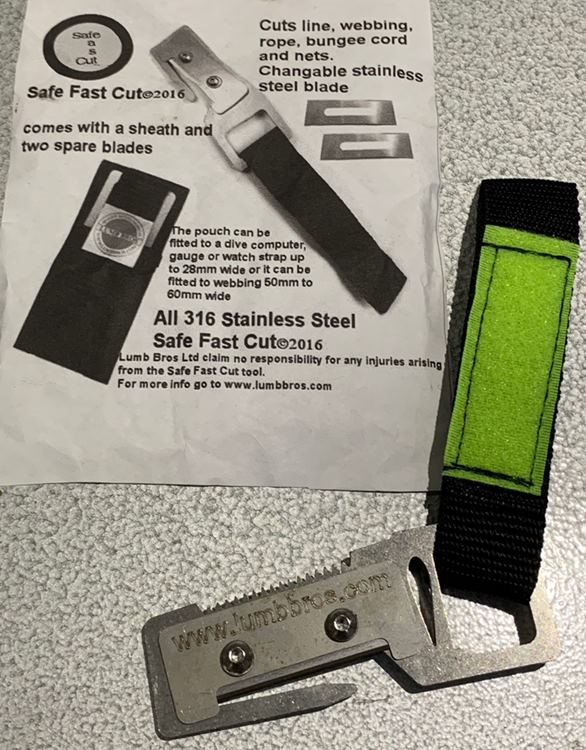 Safe
a
s
Cut
Safe Fast Cut©2016
Cuts line, webbing,
rope, bungee cord
and nets.
Changable stainless
steel blade
comes with a sheath and
two spare blades
The pouch can be
fitted to a dive computer,
gauge or watch strap up
to 28mm wide or it can be
fitted to webbing 50mm to
60mm wide
All 316 Stainless Steel
Safe Fast Cut©2016
Lumb Bros Ltd claim no responsibility for any injuries arising
from the Safe Fast Cut tool.
For more info go to www.lumbbros.com
www.lumbbros.com